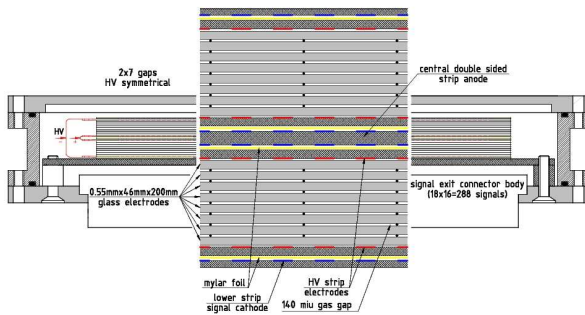 2x7 gaps
HV symmetrical
central double sided
strip anode
HV
0.55mmx46mmx200mm
glass electrodes
signal exit connector body
(18x16=288 signals)
mylar foil
HV strip
electrodes
lower strip
signal cathode
140 miu gas gap